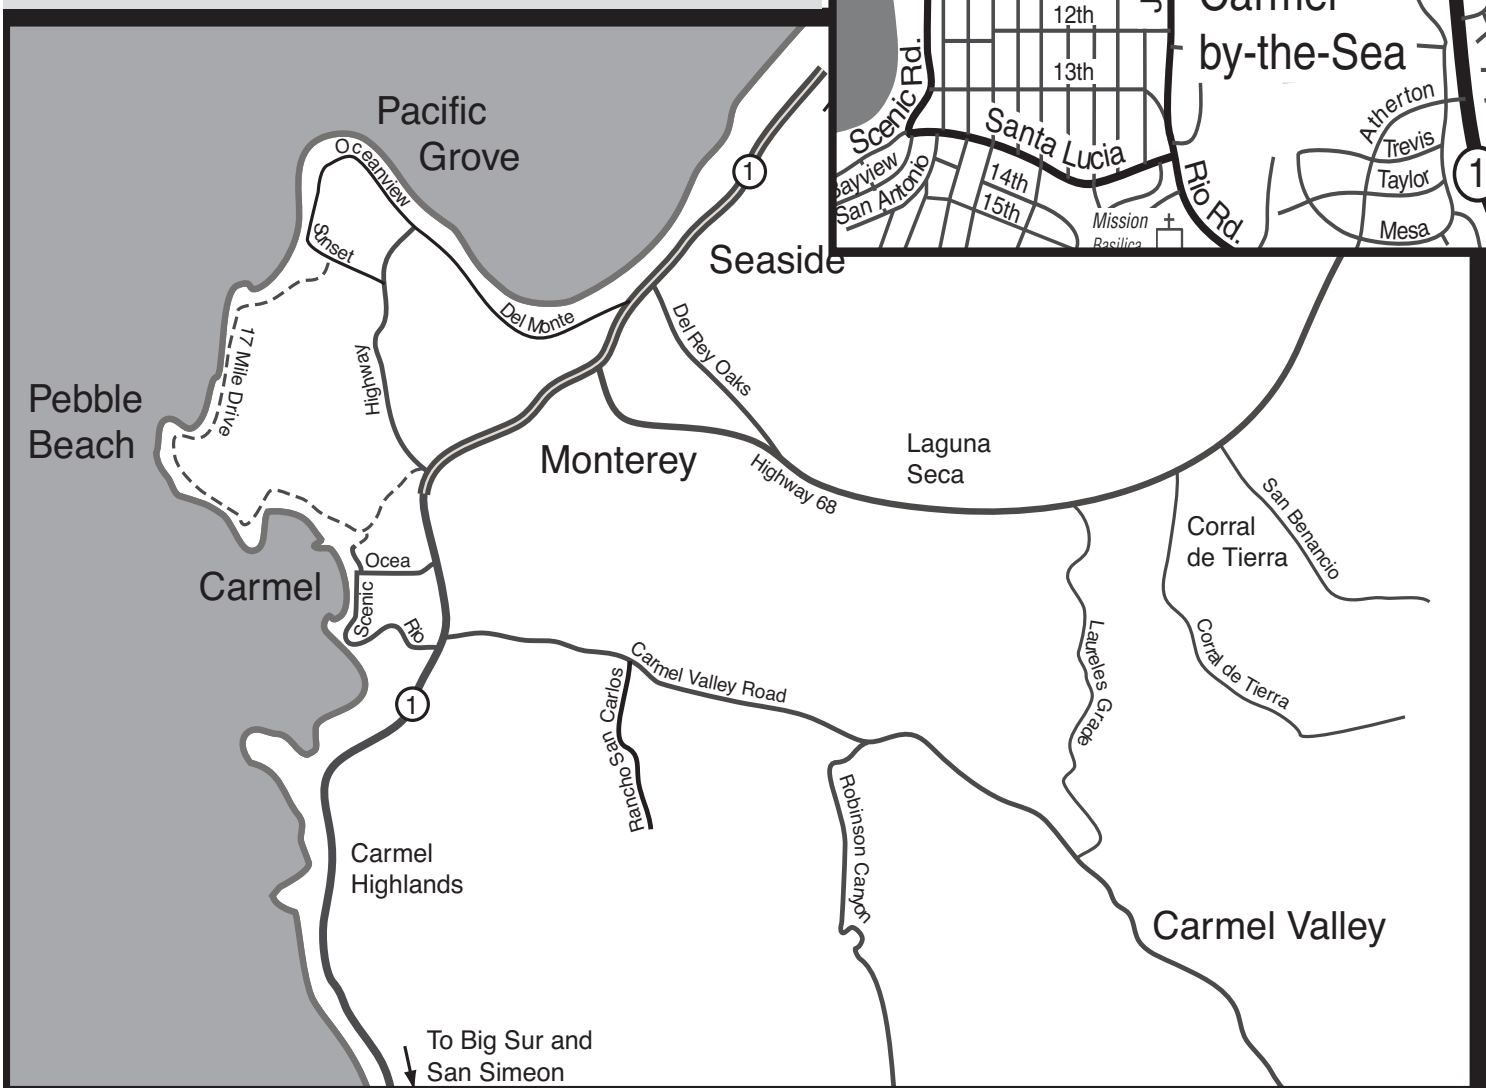 Carmel
by-the-Sea
12th
13th
Scenic Rd.
Santa Lucia
Bayview
San Antonio
14th
15th
Mission
Basilica
Rio Rd.
Atherton
Trevis
Taylor
Mesa
1
Pacific
Grove
Oceanview
Sunset
1
Seaside
Del Monte
Del Rey Oaks
17 Mile Drive
Highway
Pebble
Beach
Monterey
Highway 68
Laguna
Seca
San Benancio
Corral
de Tierra
Corral de Tierra
Laureles Grade
Carmel
Ocea
Scenic
Rio
Carmel Valley Road
Rancho San Carlos
1
Robinson Canyon
Carmel
Highlands
Carmel Valley
To Big Sur and
San Simeon